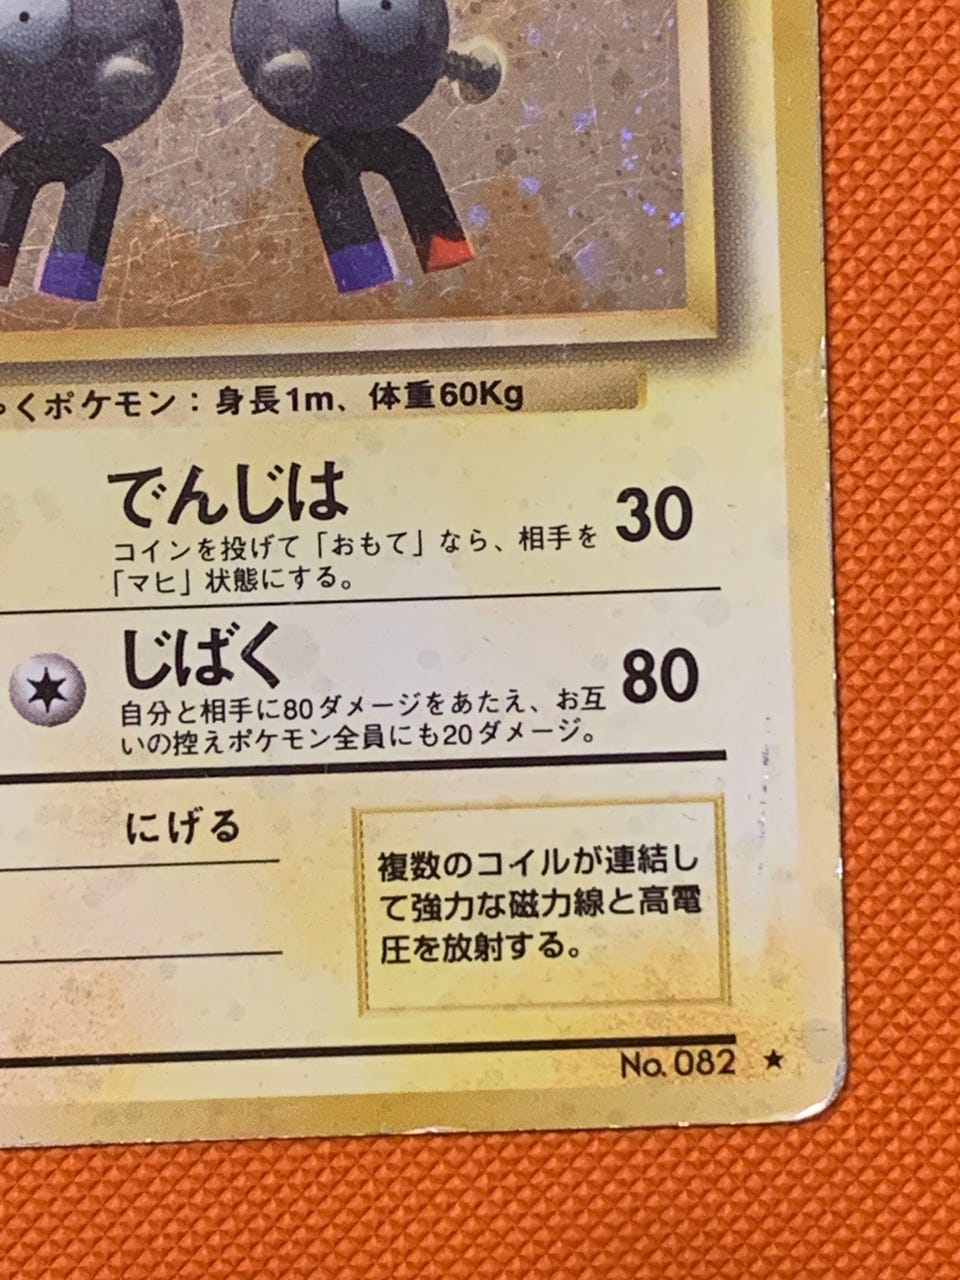 くポケモン：身長1m、体重60Kg
でんじは 30
コインを投げて「おもて」なら、相手を
「マヒ」状態にする。
じばく 80
自分と相手に80ダメージをあたえ、お互
いの控えポケモン全員にも20ダメージ。
にげる
複数のコイルが連結し
て強力な磁力線と高電
圧を放射する。
No. 082 ★